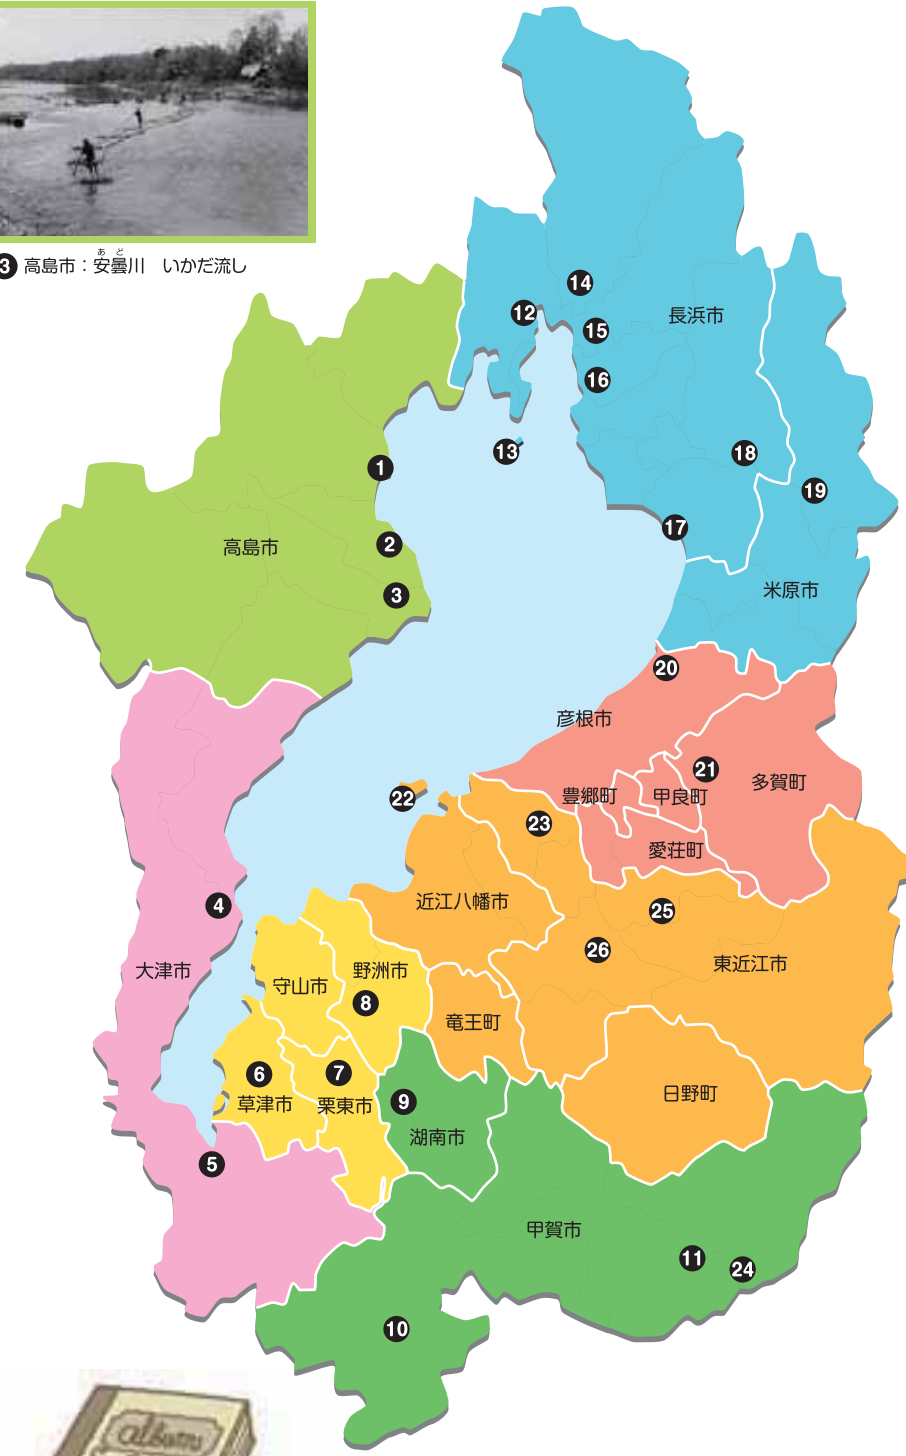 あ ど
3 高島市：安曇川 いかだ流し
14
12
長浜市
15
16
13
18
1
19
17
2
高島市
3
米原市
20
彦根市
21
多賀町
22
豊郷町
甲良町
23
愛荘町
近江八幡市
4
25
26
東近江市
大津市
野洲市
守山市
8
竜王町
6
7
日野町
草津市
栗東市
9
湖南市
5
甲賀市
11
24
10
album